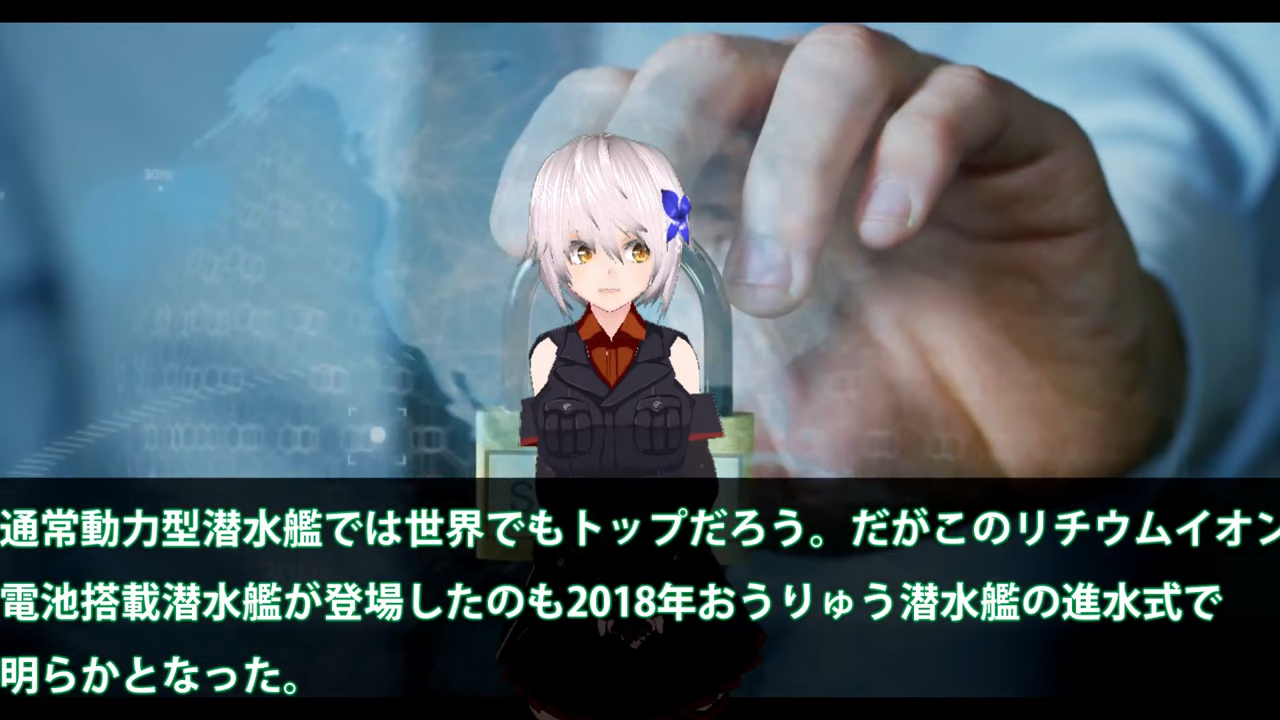 通常動力型潜水艦では世界でもトップだろう。だがこのリチウムイオン
電池搭載潜水艦が登場したのも2018年おうりゅう潜水艦の進水式で
明らかとなった。